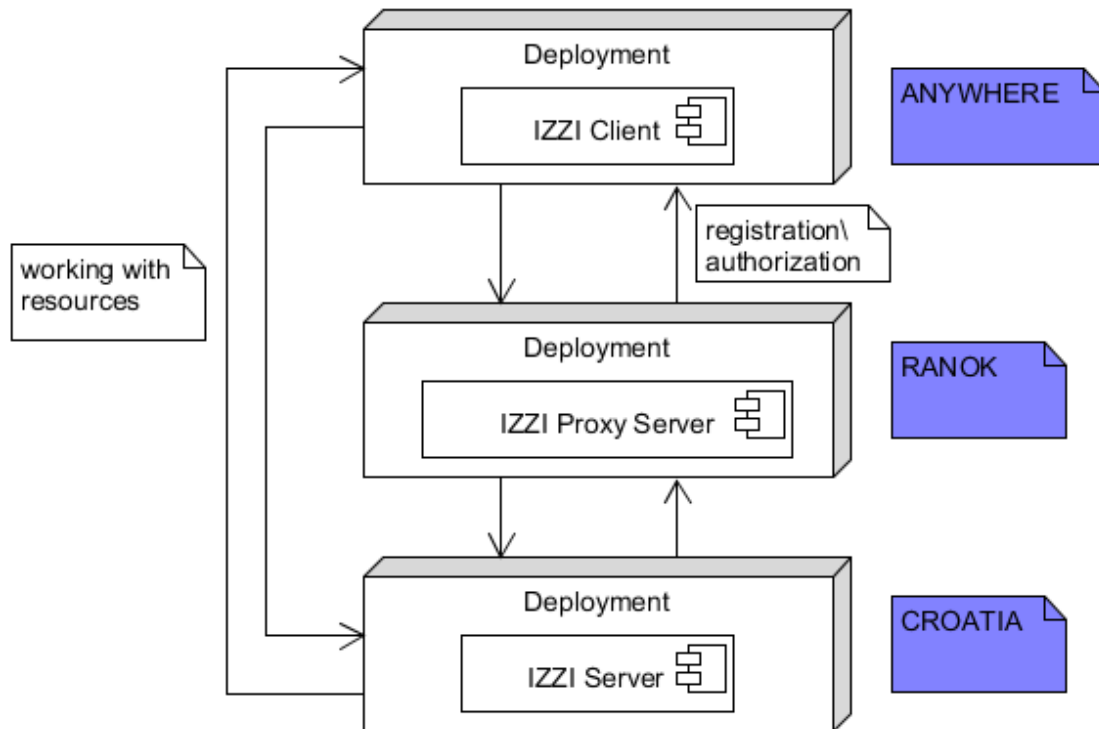 Deployment
IZZI Client
ANYWHERE
working with
resources
registration\
authorization
Deployment
IZZI Proxy Server
RANOK
Deployment
IZZI Server
CROATIA